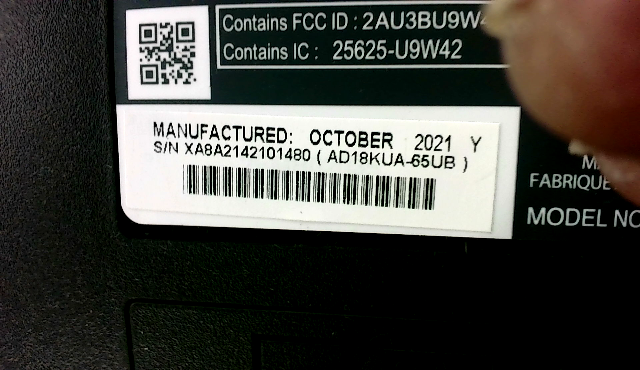 Contains FCC ID : 2AU3BU9W4
Contains IC : 25625-U9W42
MANUFACTURED: OCTOBER 2021 Y
S/N XA8A2142101480 ( AD18KUA-65UB )
FABRIQUE
MODEL NO